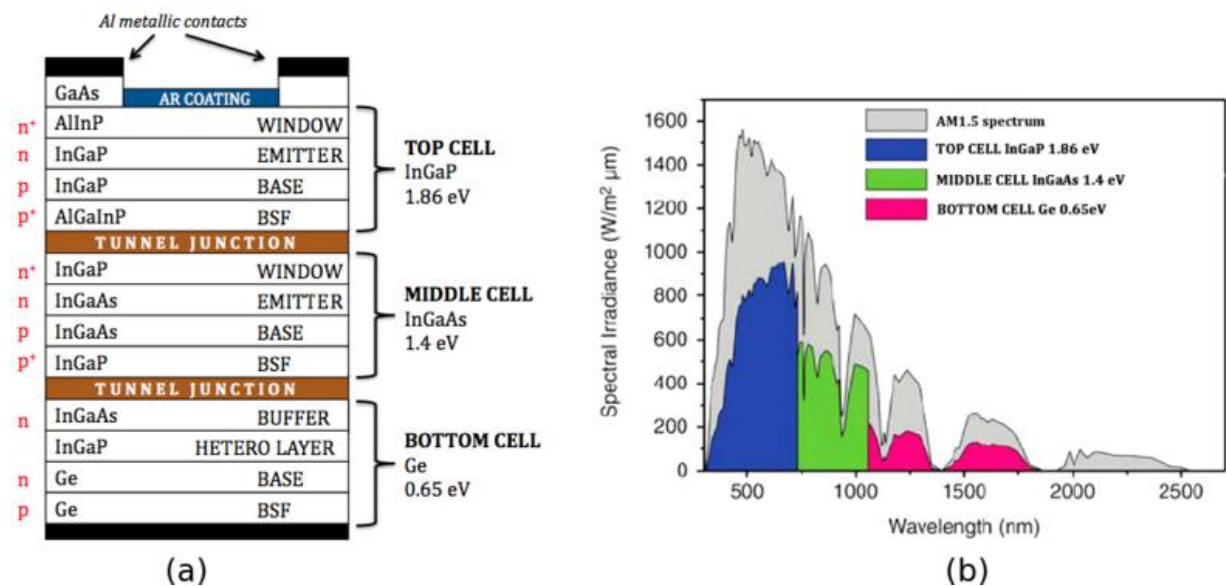 Al metallic contacts
GaAs
AR COATING
n+ AlInP WINDOW
n InGaP EMITTER
p InGaP BASE
p+ AlGaInP BSF
TOP CELL
InGaP
1.86 eV
TUNNEL JUNCTION
n+ InGaP WINDOW
n InGaAs EMITTER
p InGaAs BASE
p+ InGaP BSF
MIDDLE CELL
InGaAs
1.4 eV
TUNNEL JUNCTION
n InGaAs BUFFER
InGaP HETERO LAYER
n Ge BASE
p Ge BSF
BOTTOM CELL
Ge
0.65 eV
(a)
Spectral Irradiance (W/m² μm)
1600
1400
1200
1000
800
600
400
200
0
AM1.5 spectrum
TOP CELL InGaP 1.86 eV
MIDDLE CELL InGaAs 1.4 eV
BOTTOM CELL Ge 0.65eV
500 1000 1500 2000 2500
Wavelength (nm)
(b)